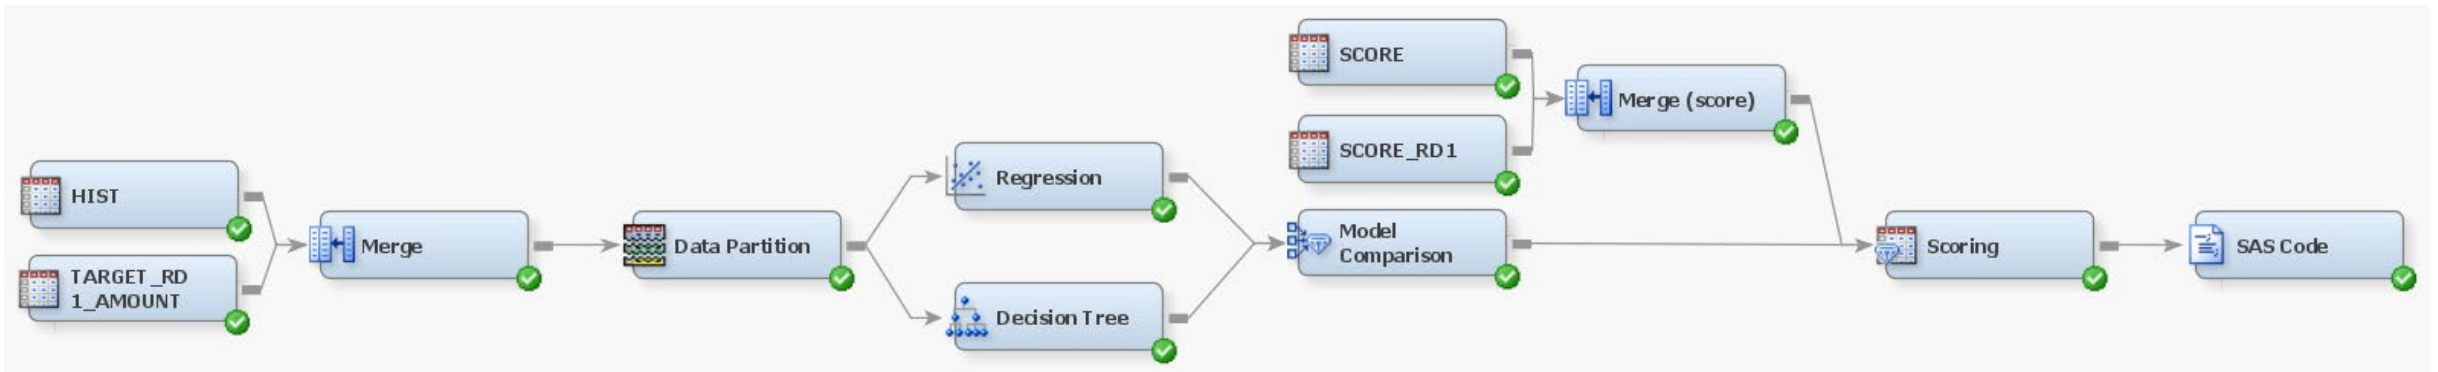 HIST
TARGET_RD
1_AMOUNT
Merge
Data Partition
Regression
Decision Tree
SCORE
SCORE_RD1
Model
Comparison
Merge (score)
Scoring
SAS Code